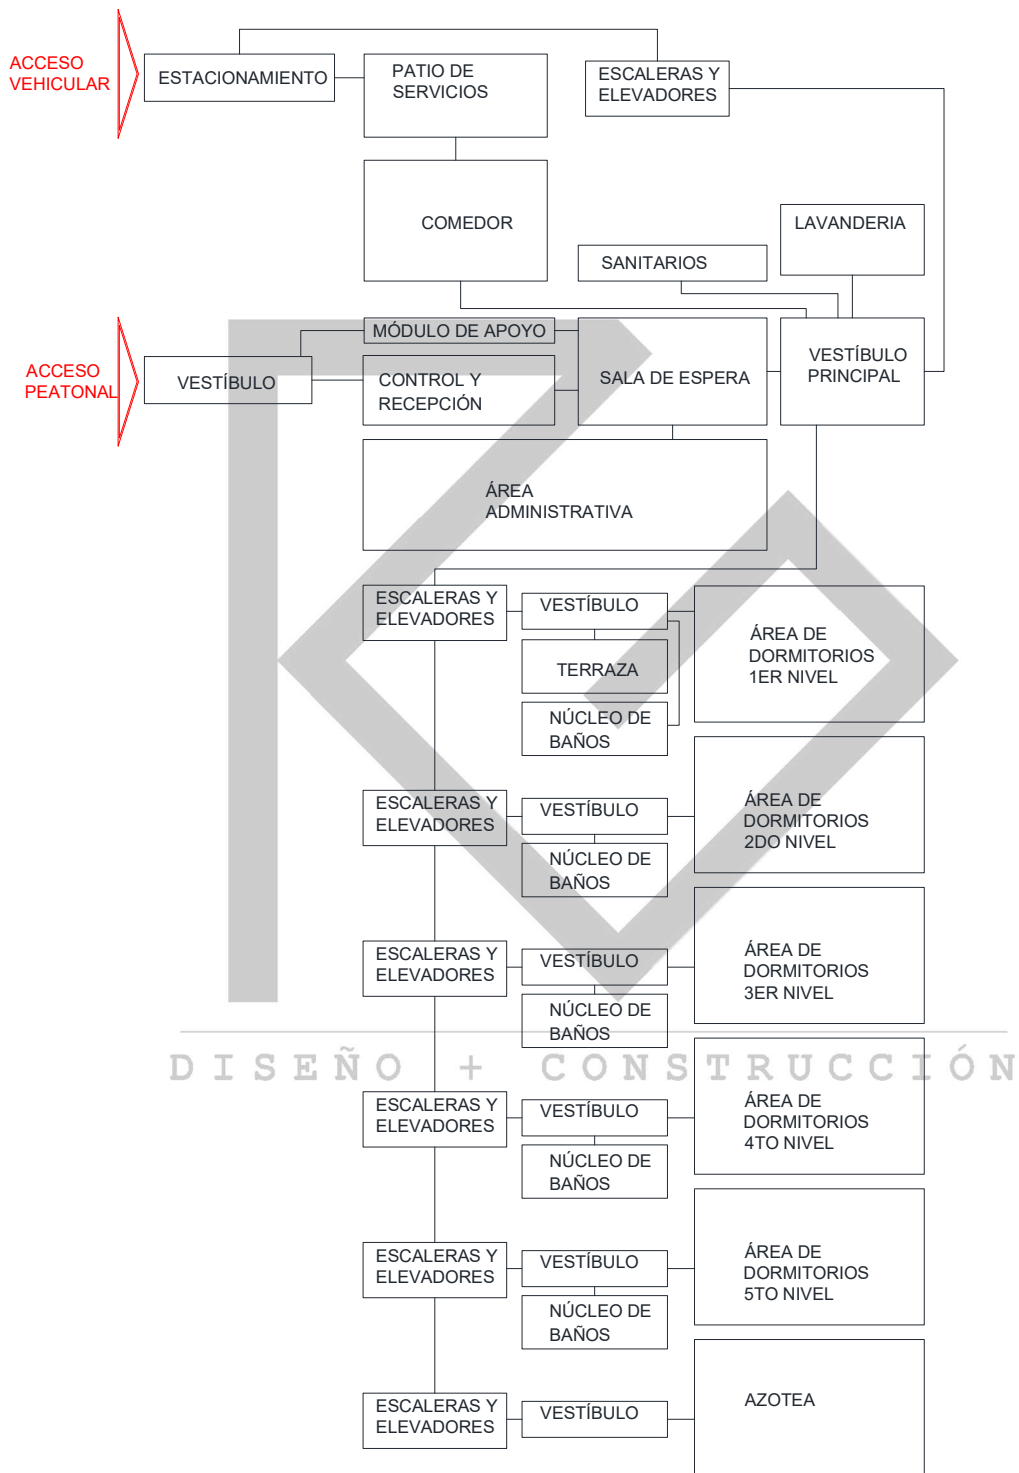 ACCESO
VEHICULAR
ESTACIONAMIENTO
PATIO DE
SERVICIOS
ESCALERAS Y
ELEVADORES
COMEDOR
LAVANDERIA
SANITARIOS
ACCESO
PEATONAL
VESTÍBULO
MÓDULO DE APOYO
CONTROL Y
RECEPCIÓN
SALA DE ESPERA
VESTÍBULO
PRINCIPAL
ÁREA
ADMINISTRATIVA
ESCALERAS Y
ELEVADORES
VESTÍBULO
TERRAZA
NÚCLEO DE
BAÑOS
ÁREA DE
DORMITORIOS
1ER NIVEL
ESCALERAS Y
ELEVADORES
VESTÍBULO
NÚCLEO DE
BAÑOS
ÁREA DE
DORMITORIOS
2DO NIVEL
ESCALERAS Y
ELEVADORES
VESTÍBULO
NÚCLEO DE
BAÑOS
ÁREA DE
DORMITORIOS
3ER NIVEL
DISEÑO + CONSTRUCCIÓN
ESCALERAS Y
ELEVADORES
VESTÍBULO
NÚCLEO DE
BAÑOS
ÁREA DE
DORMITORIOS
4TO NIVEL
ESCALERAS Y
ELEVADORES
VESTÍBULO
NÚCLEO DE
BAÑOS
ÁREA DE
DORMITORIOS
5TO NIVEL
ESCALERAS Y
ELEVADORES
VESTÍBULO
AZOTEA